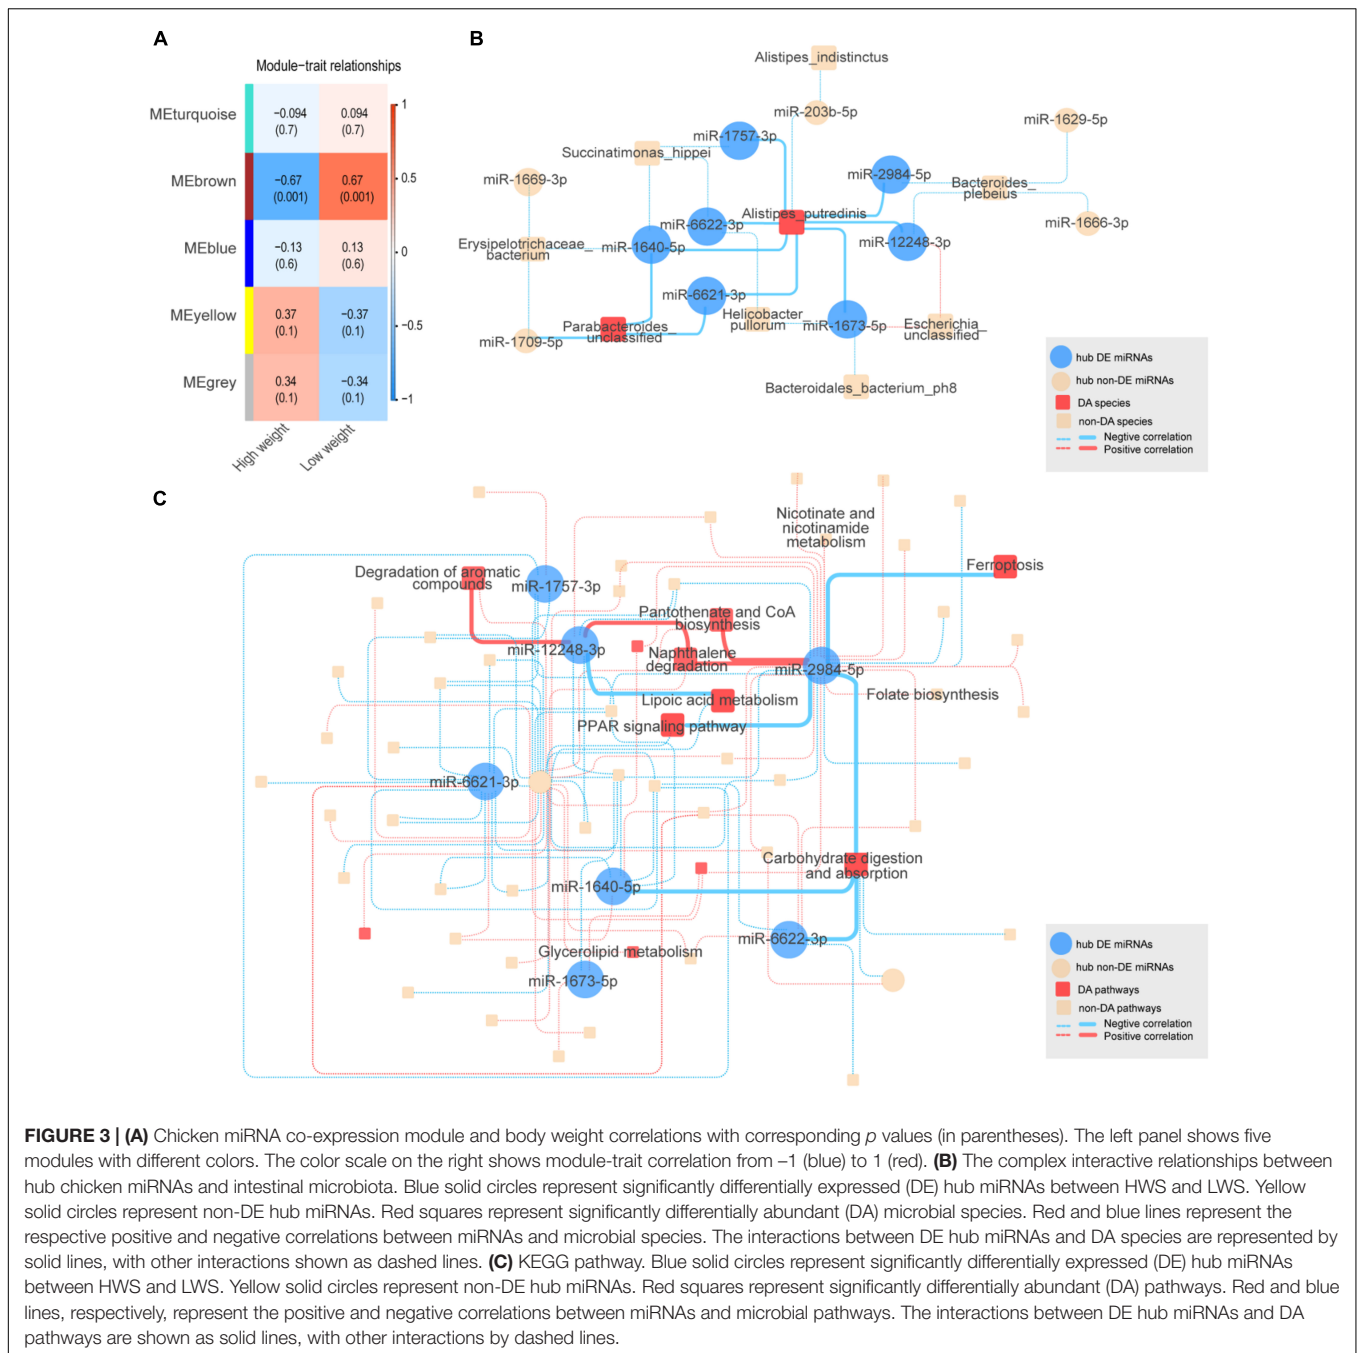 A
Module-trait relationships
MEturquoise
−0.094
(0.7)
0.094
(0.7)
MEbrown
−0.67
(0.001)
0.67
(0.001)
MEblue
−0.13
(0.6)
0.13
(0.6)
MEyellow
0.37
(0.1)
−0.37
(0.1)
MEgrey
0.34
(0.1)
−0.34
(0.1)
High weight
Low weight
1
0.5
0
−0.5
−1
B
Alistipes_indistinctus
miR-203b-5p
miR-1629-5p
miR-1757-3p
Succinatimonas_hippei
miR-1669-3p
miR-2984-5p
Bacteroides_
plebeius
Alistipes_putredinis
miR-6622-3p
miR-1666-3p
Erysipelotrichaceae_
bacterium
miR-1640-5p
miR-12248-3p
miR-6621-3p
Helicobacter_
pullorum
miR-1673-5p
Escherichia_
unclassified
Parabacteroides_
unclassified
miR-1709-5p
Bacteroidales_bacterium_ph8
hub DE miRNAs
hub non-DE miRNAs
DA species
non-DA species
Negtive correlation
Positive correlation
C
Nicotinate and
nicotinamide
metabolism
Ferroptosis
Degradation of aromatic
compounds
miR-1757-3p
Pantothenate and CoA
biosynthesis
miR-12248-3p
Naphthalene
degradation
miR-2984-5p
Lipoic acid metabolism
Folate biosynthesis
PPAR signaling pathway
miR-6621-3p
Carbohydrate digestion
and absorption
miR-1640-5p
miR-6622-3p
Glycerolipid metabolism
miR-1673-5p
hub DE miRNAs
hub non-DE miRNAs
DA pathways
non-DA pathways
Negtive correlation
Positive correlation
FIGURE 3 | (A) Chicken miRNA co-expression module and body weight correlations with corresponding p values (in parentheses). The left panel shows five
modules with different colors. The color scale on the right shows module-trait correlation from –1 (blue) to 1 (red). (B) The complex interactive relationships between
hub chicken miRNAs and intestinal microbiota. Blue solid circles represent significantly differentially expressed (DE) hub miRNAs between HWS and LWS. Yellow
solid circles represent non-DE hub miRNAs. Red squares represent significantly differentially abundant (DA) microbial species. Red and blue lines represent the
respective positive and negative correlations between miRNAs and microbial species. The interactions between DE hub miRNAs and DA species are represented by
solid lines, with other interactions shown as dashed lines. (C) KEGG pathway. Blue solid circles represent significantly differentially expressed (DE) hub miRNAs
between HWS and LWS. Yellow solid circles represent non-DE hub miRNAs. Red squares represent significantly differentially abundant (DA) pathways. Red and blue
lines, respectively, represent the positive and negative correlations between miRNAs and microbial pathways. The interactions between DE hub miRNAs and DA
pathways are shown as solid lines, with other interactions by dashed lines.